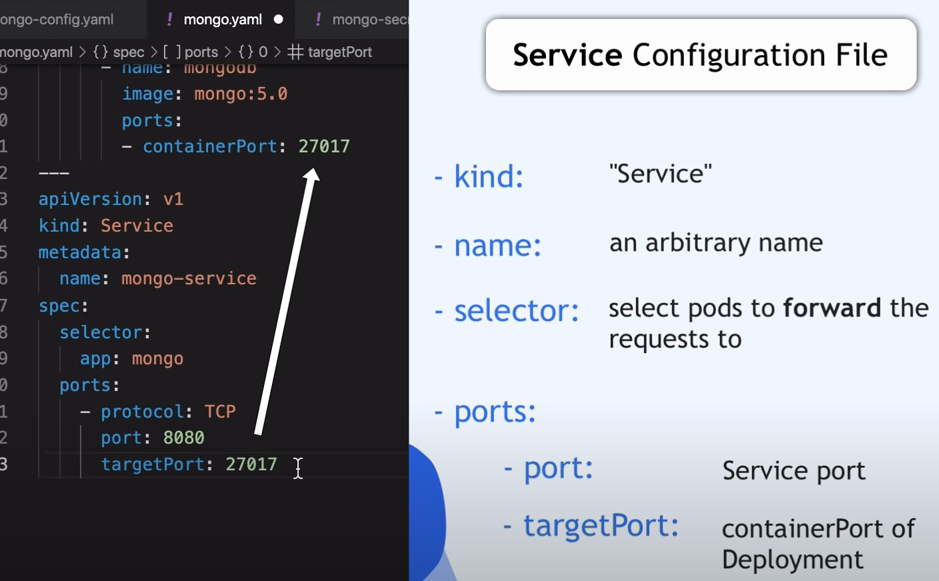 ongo-config.yaml
! mongo.yaml ●
! mongo-sec
mongo.yaml > {} spec > [ ] ports > {} 0 > # targetPort
8 - name: mongodb
9 image: mongo:5.0
0 ports:
1 - containerPort: 27017
2 ---
3 apiVersion: v1
4 kind: Service
5 metadata:
6 name: mongo-service
7 spec:
8 selector:
9 app: mongo
0 ports:
1 - protocol: TCP
2 port: 8080
3 targetPort: 27017
Service Configuration File
- kind: "Service"
- name: an arbitrary name
- selector: select pods to forward the
requests to
- ports:
- port: Service port
- targetPort: containerPort of
Deployment